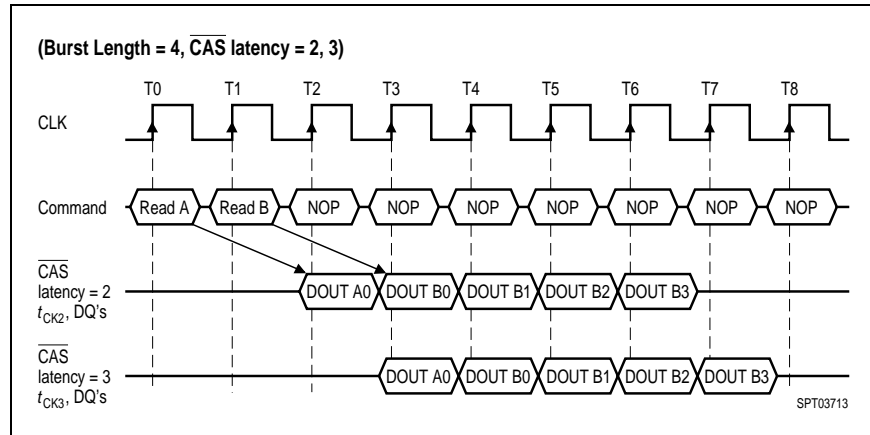 (Burst Length = 4, CAS latency = 2, 3)
T0 T1 T2 T3 T4 T5 T6 T7 T8
CLK
Command Read A Read B NOP NOP NOP NOP NOP NOP NOP
CAS
latency = 2 DOUT A0 DOUT B0 DOUT B1 DOUT B2 DOUT B3
tCK2, DQ's
CAS
latency = 3 DOUT A0 DOUT B0 DOUT B1 DOUT B2 DOUT B3
tCK3, DQ's
SPT03713